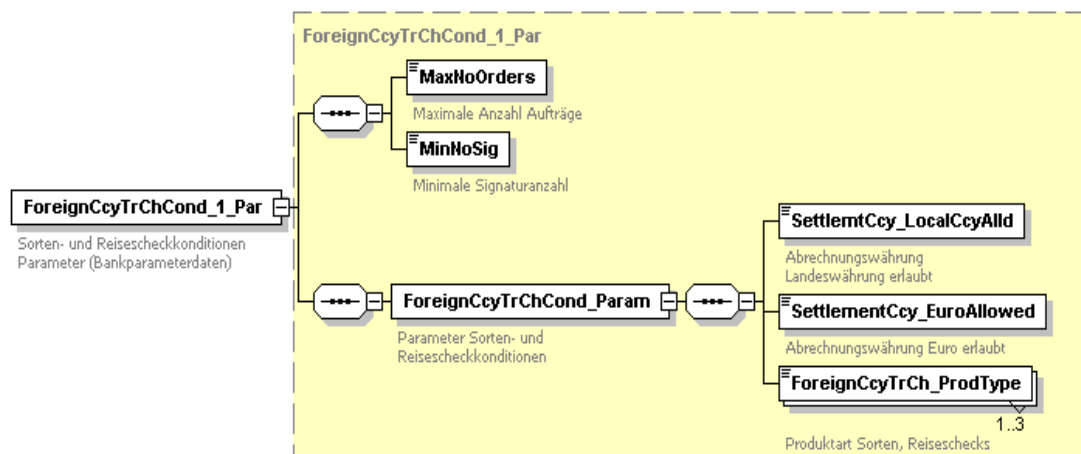 ForeignCcyTrChCond_1_Par
MaxNoOrders
Maximale Anzahl Aufträge
MinNoSig
Minimale Signaturanzahl
ForeignCcyTrChCond_1_Par
Sorten- und Reisescheckkonditionen
Parameter (Bankparameterdaten)
ForeignCcyTrChCond_Param
Parameter Sorten- und
Reisescheckkonditionen
SettlemtCcy_LocalCcyAlld
Abrechnungswährung
Landeswährung erlaubt
SettlementCcy_EuroAllowed
Abrechnungswährung Euro erlaubt
ForeignCcyTrCh_ProdType
1..3
Produktart Sorten, Reiseschecks